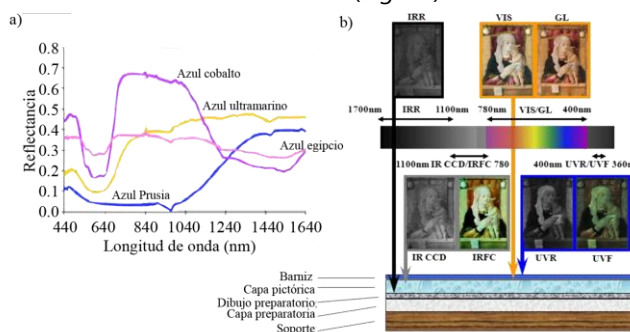 a)
0.8
0.7
0.6
0.5
0.4
0.3
0.2
0.1
0.0
Reflectancia
Azul cobalto
Azul ultramarino
Azul egipcio
Azul Prusia
440 640 840 1040 1240 1440 1640
Longitud de onda (nm)
b)
IRR
VIS GL
1700nm IRR 1100nm 780nm VIS/GL 400nm
1100nm IR CCD/IRFC 780 400nm UVR/UVF 360nm
IR CCD IRFC UVR UVF
Barniz
Capa pictórica
Dibujo preparatorio
Capa preparatoria
Soporte